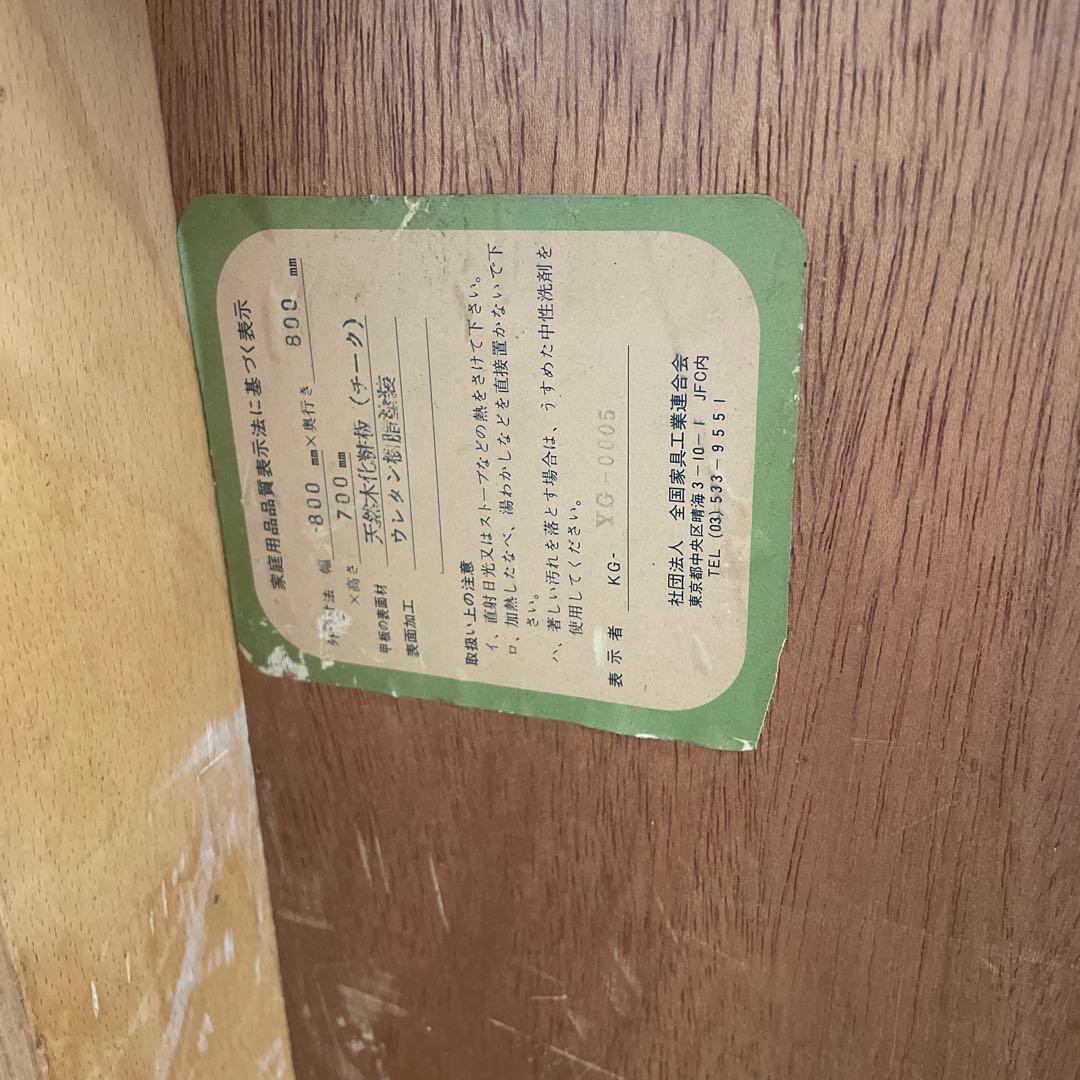 家庭用品品質表示法に基づく表示
外形寸法 幅 800 mm×奥行き 800 mm
×高さ 700 mm
甲板の表面材 天然木化粧板(チーク)
表面加工 ウレタン樹脂塗装
取扱い上の注意
イ、直射日光又はストーブなどの熱をさけて下さい。
ロ、加熱したなべ、湯わかしなどを直接置かないで下
さい。
ハ、著しい汚れを落とす場合は、うすめた中性洗剤を
使用してください。
表示者 KG- YG-0005
社団法人 全国家具工業連合会
東京都中央区晴海3-10-1 JFC内
TEL (03) 533-9551